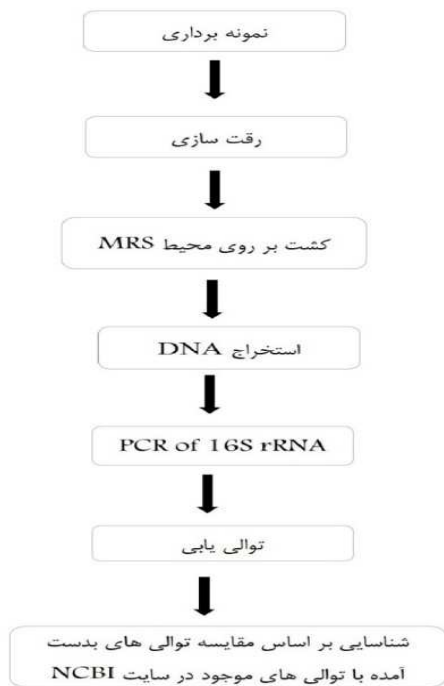 نمونه برداری
رقت سازی
کشت بر روی محیط MRS
استخراج DNA
PCR of 16S rRNA
توالی یابی
شناسایی بر اساس مقایسه توالی های بدست
آمده با توالی های موجود در سایت NCBI